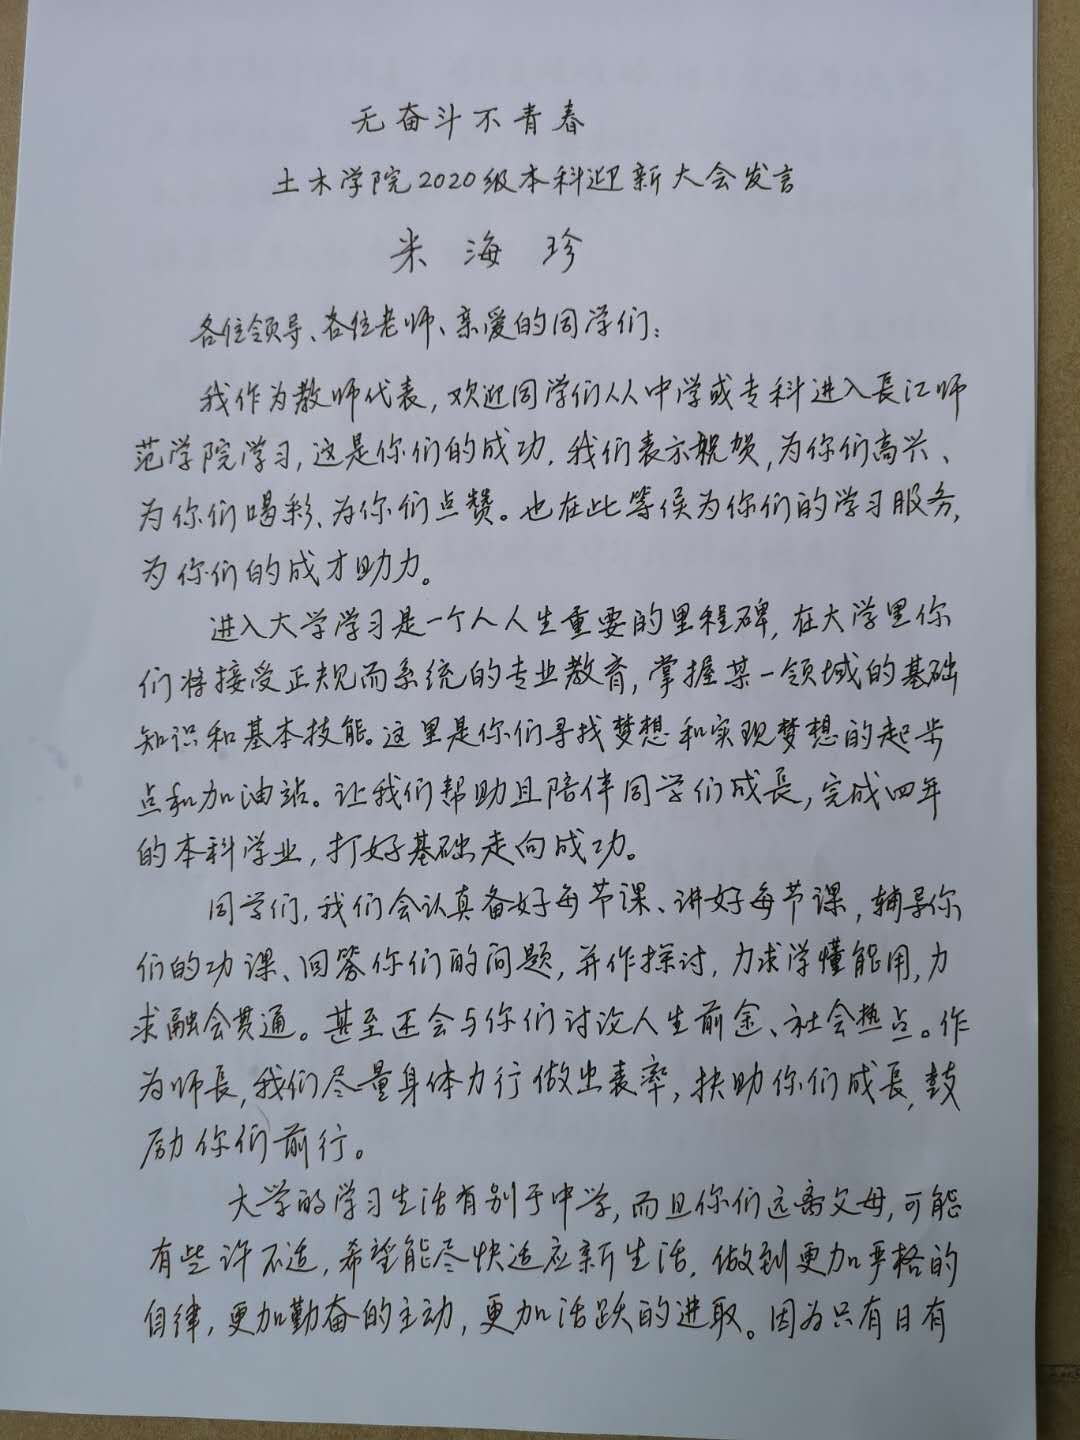 无奋斗不青春
土木学院2020级本科迎新大会发言
米海珍
各位领导、各位老师、亲爱的同学们：
我作为教师代表，欢迎同学们从中学或专科进入長江师
范学院学习，这是你们的成功，我们表示祝贺，为你们高兴、
为你们喝彩、为你们点赞。也在此等侯为你们的学习服务，
为你们的成才助力。
进入大学学习是一个人人生重要的里程碑，在大学里你
们将接受正规而系统的专业教育，掌握某一领域的基础
知识和基本技能。这里是你们寻找梦想和实现梦想的起步
点和加油站。让我们帮助且陪伴同学们成長，完成四年
的本科学业，打好基础走向成功。
同学们，我们会认真备好每节课、讲好每节课，辅导你
们的功课、回答你们的问题，并作探讨，力求学懂能用，力
求融会贯通。甚至还会与你们讨论人生前金、社会热点。作
为师長，我们尽量身体力行做出表率，扶助你们成長，鼓
励你们前行。
大学的学习生活有别于中学，而且你们远离父母，可能
有些许不适，希望能尽快适应新生活，做到更加严格的
自律，更加勤奋的主动，更加活跃的进取。因为只有日有